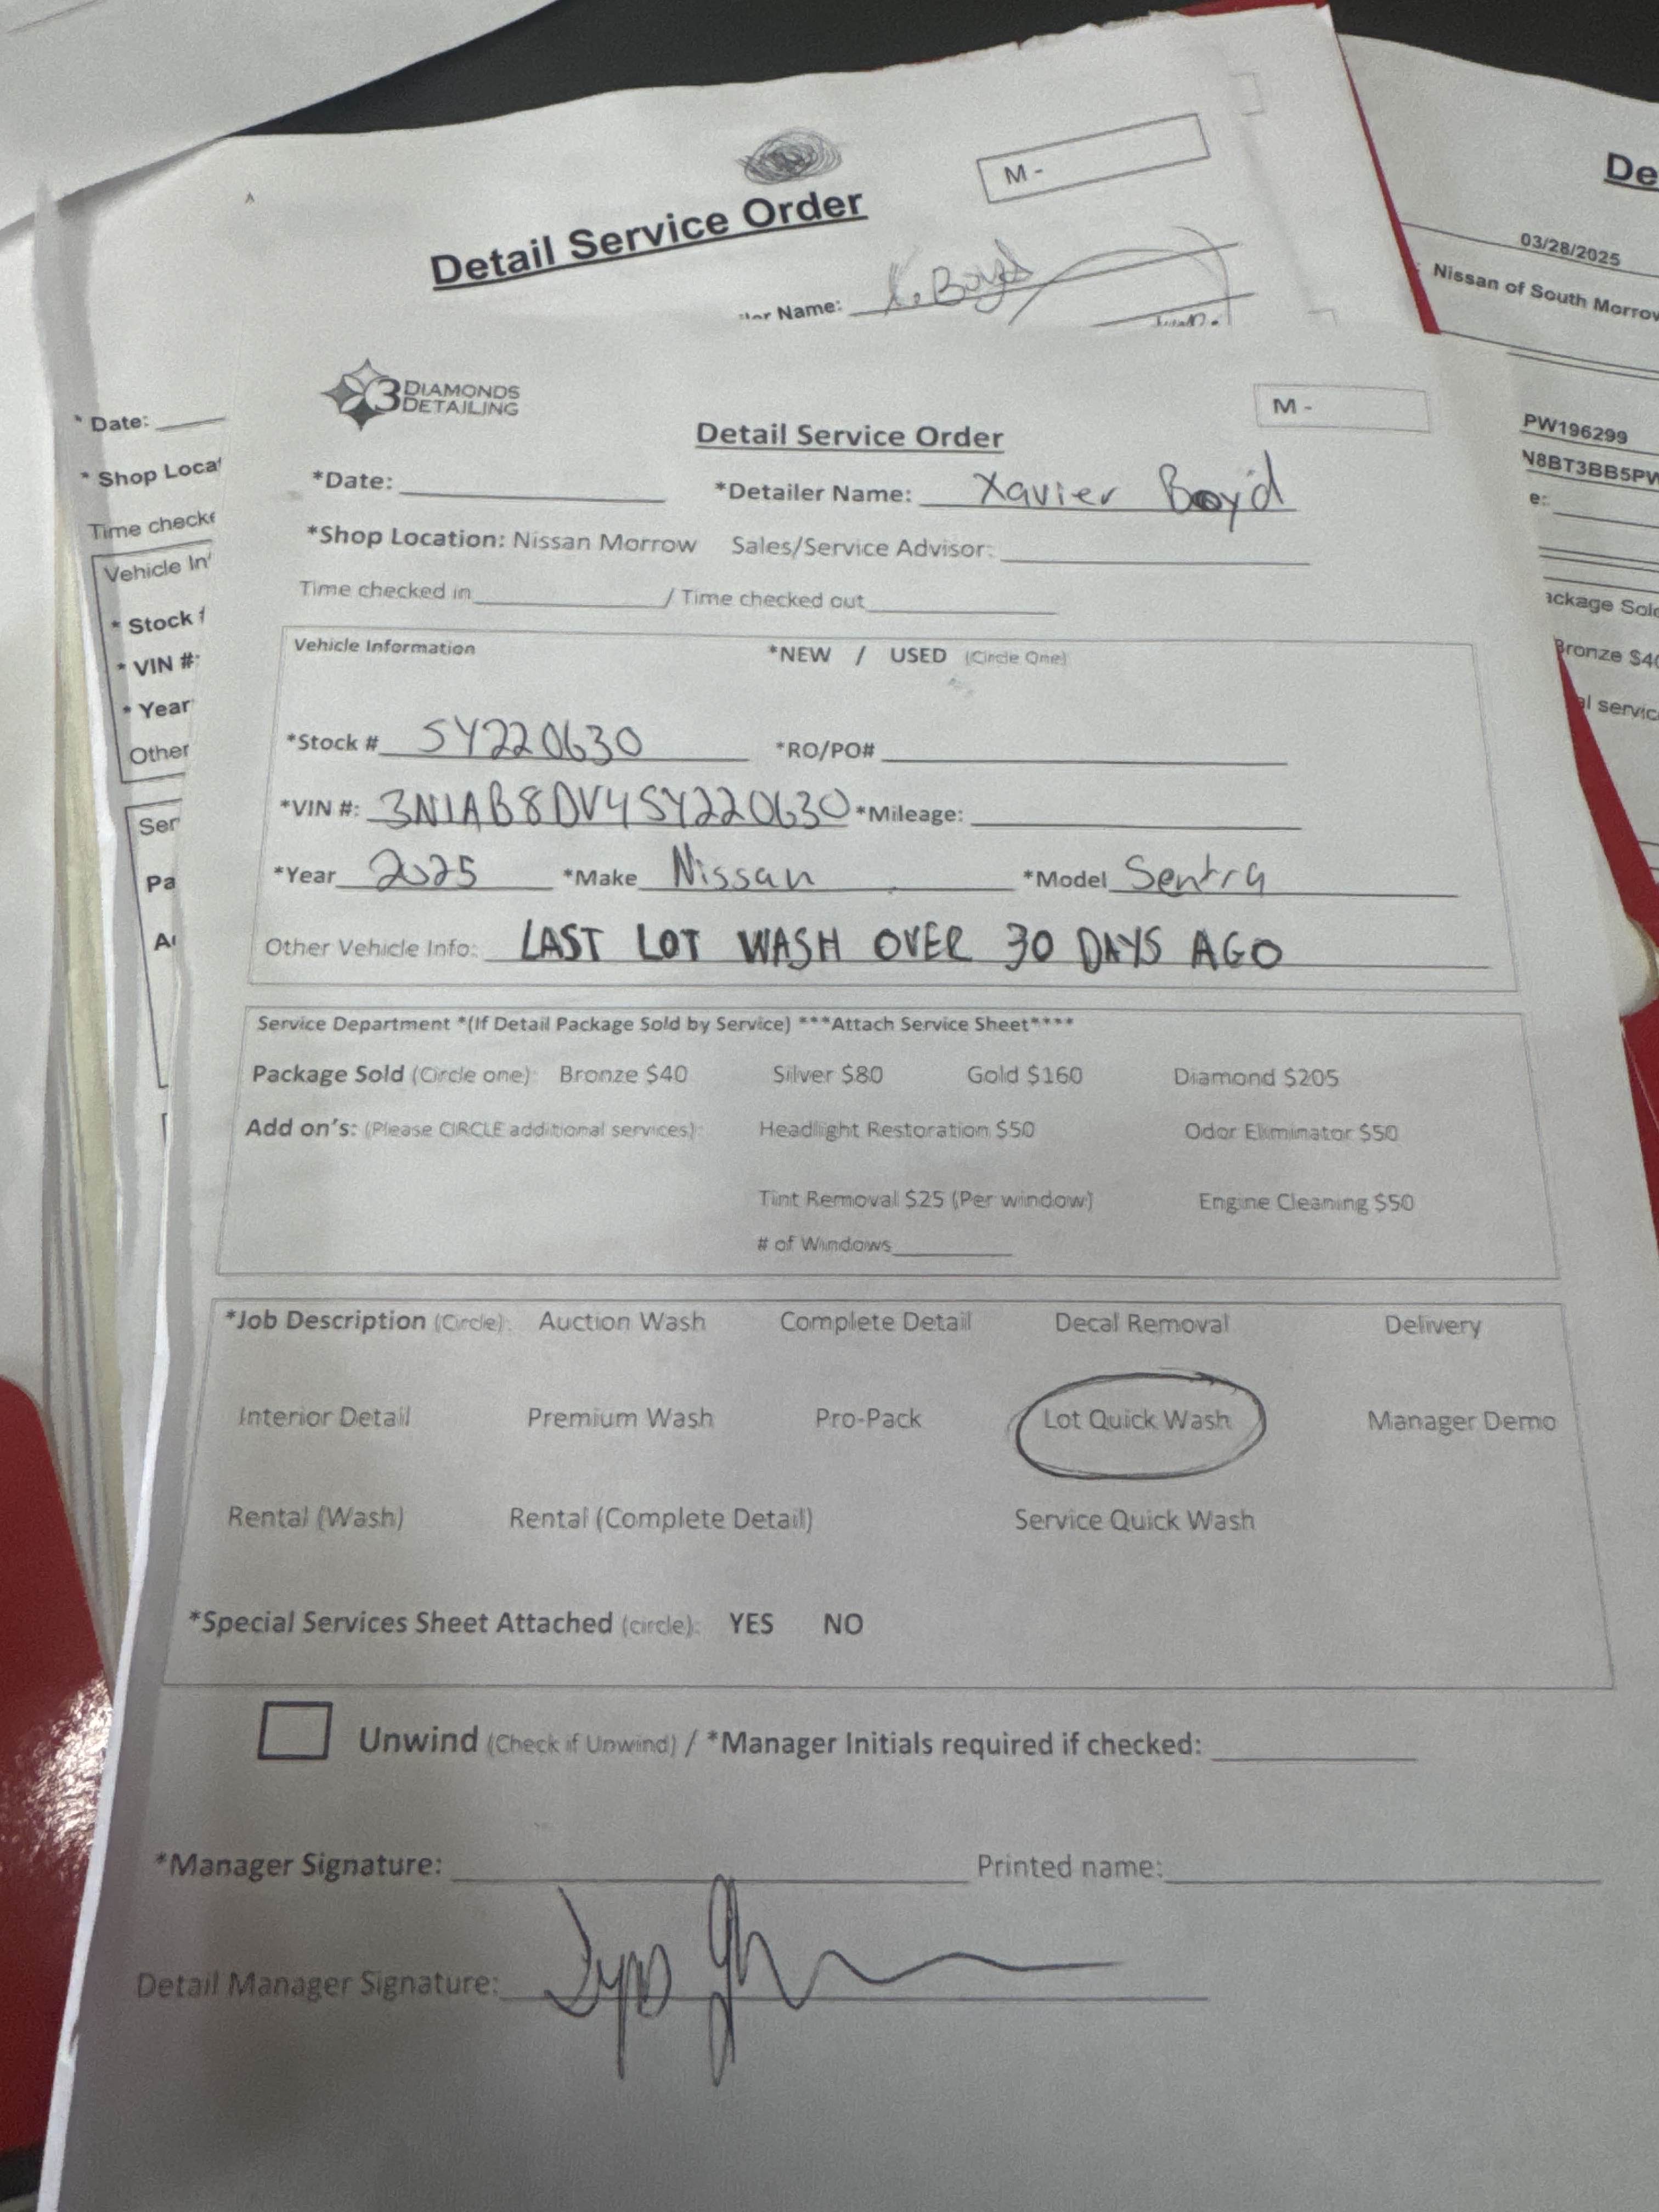 Detail Service Order
M -
Name: X. Boyd
* Date:
* Shop Loca
Time checke
Vehicle In
* Stock #
* VIN #:
* Year
Other
Ser
Pa
A
De
03/28/2025
Nissan of South Morrow
PW196299
N8BT3BB5PW
e:
ackage Sold
Bronze $40
al service
3 DIAMONDS
DETAILING
M -
Detail Service Order
*Date: *Detailer Name: Xavier Boyd
*Shop Location: Nissan Morrow Sales/Service Advisor:
Time checked in / Time checked out
Vehicle Information *NEW / USED (Circle One)
*Stock # SY220630 *RO/PO#
*VIN #: 3N1AB8DV4SY220630 *Mileage:
*Year 2025 *Make Nissan *Model Sentra
Other Vehicle Info: LAST LOT WASH OVER 30 DAYS AGO
Service Department *(If Detail Package Sold by Service) ***Attach Service Sheet****
Package Sold (Circle one): Bronze $40 Silver $80 Gold $160 Diamond $205
Add on's: (Please CIRCLE additional services): Headlight Restoration $50 Odor Eliminator $50
Tint Removal $25 (Per window) Engine Cleaning $50
# of Windows
*Job Description (Circle): Auction Wash Complete Detail Decal Removal Delivery
Interior Detail Premium Wash Pro-Pack Lot Quick Wash Manager Demo
Rental (Wash) Rental (Complete Detail) Service Quick Wash
*Special Services Sheet Attached (circle): YES NO
Unwind (Check if Unwind) / *Manager Initials required if checked:
*Manager Signature: Printed name:
Detail Manager Signature: